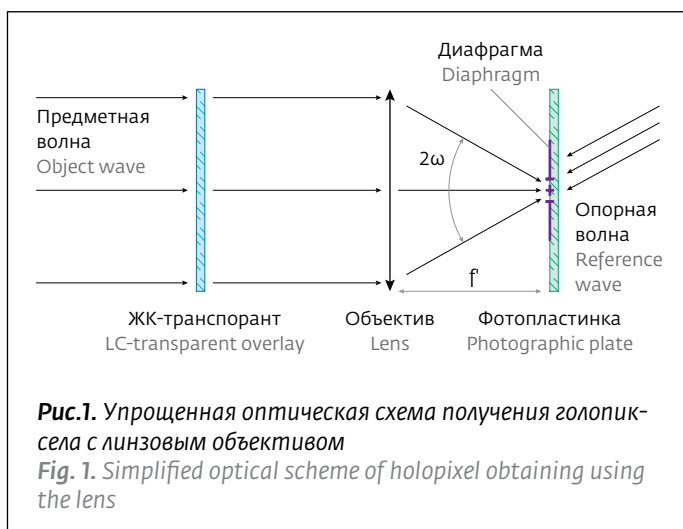 Диафрагма
Diaphragm
Предметная
волна
Object wave
2ω
Опорная
волна
Reference
wave
f'
ЖК-транспорант
LC-transparent overlay
Объектив
Lens
Фотопластинка
Photographic plate
Рис.1. Упрощенная оптическая схема получения голопик-
села с линзовым объективом
Fig. 1. Simplified optical scheme of holopixel obtaining using
the lens